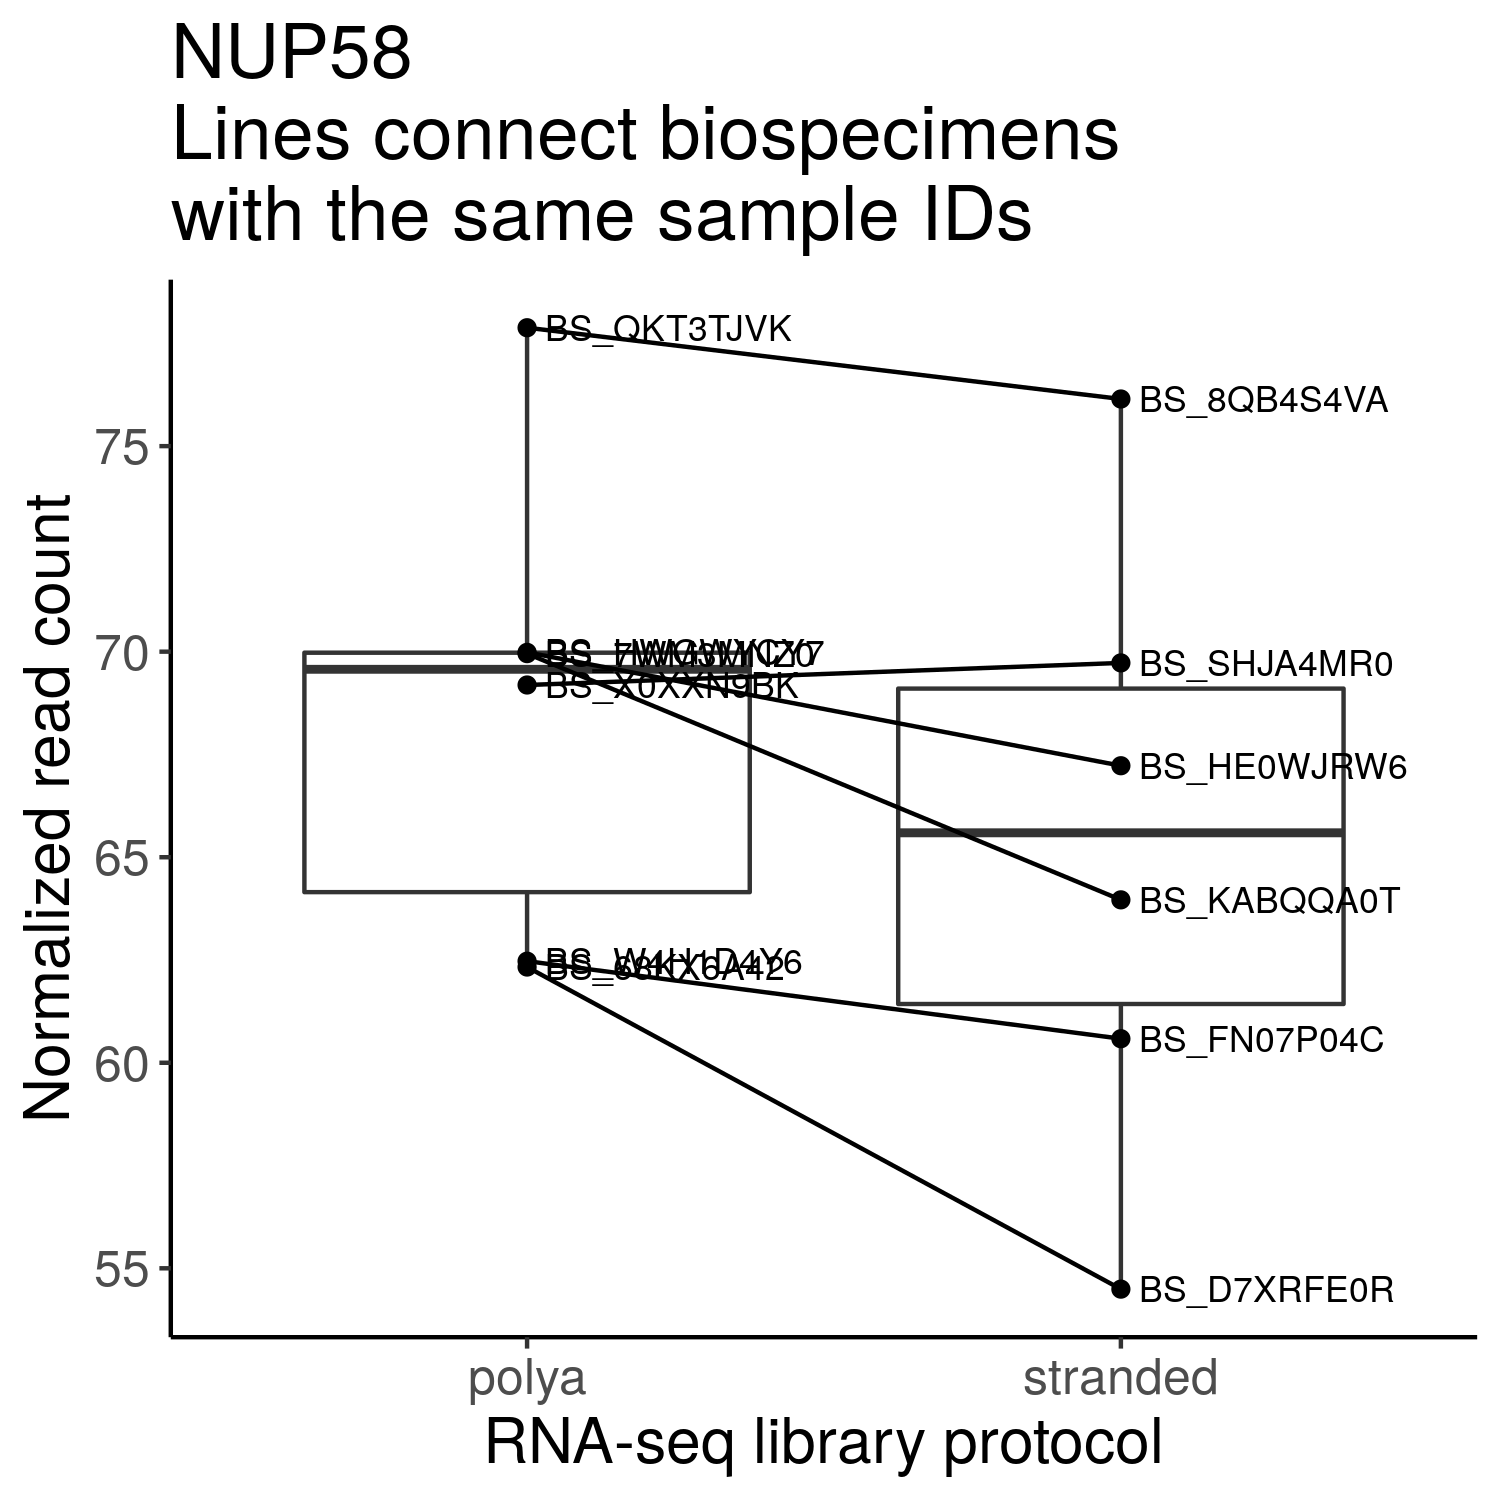 NUP58
Lines connect biospecimens
with the same sample IDs
Normalized read count
75
70
65
60
55
BS_QKT3TJVK
BS_8QB4S4VA
BS_SHJA4MR0
BS_X0XXN9BK
BS_HE0WJRW6
BS_KABQQA0T
BS_FN07P04C
BS_D7XRFE0R
polya
stranded
RNA-seq library protocol